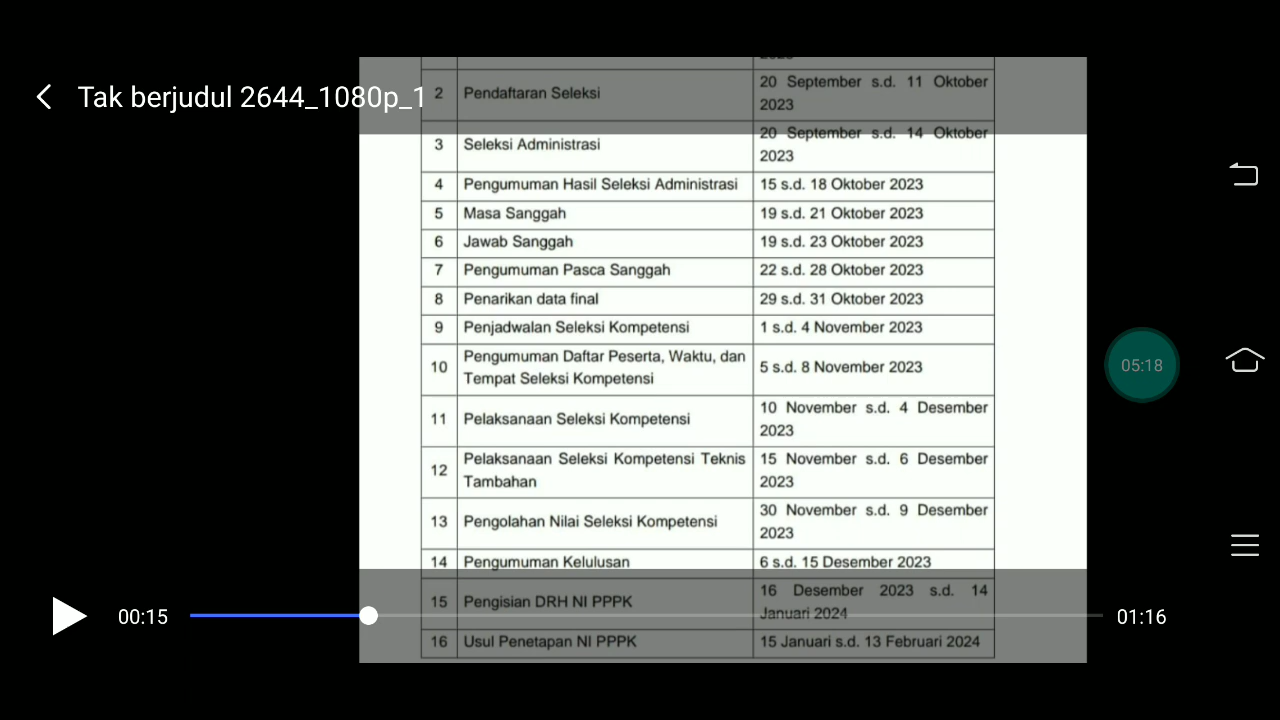 2023
Tak berjudul 2644_1080p_1
2 Pendaftaran Seleksi 20 September s.d. 11 Oktober
2023
3 Seleksi Administrasi 20 September s.d. 14 Oktober
2023
4 Pengumuman Hasil Seleksi Administrasi 15 s.d. 18 Oktober 2023
5 Masa Sanggah 19 s.d. 21 Oktober 2023
6 Jawab Sanggah 19 s.d. 23 Oktober 2023
7 Pengumuman Pasca Sanggah 22 s.d. 28 Oktober 2023
8 Penarikan data final 29 s.d. 31 Oktober 2023
9 Penjadwalan Seleksi Kompetensi 1 s.d. 4 November 2023
10 Pengumuman Daftar Peserta, Waktu, dan
Tempat Seleksi Kompetensi 5 s.d. 8 November 2023
05:18
11 Pelaksanaan Seleksi Kompetensi 10 November s.d. 4 Desember
2023
12 Pelaksanaan Seleksi Kompetensi Teknis
Tambahan 15 November s.d. 6 Desember
2023
13 Pengolahan Nilai Seleksi Kompetensi 30 November s.d. 9 Desember
2023
14 Pengumuman Kelulusan 6 s.d. 15 Desember 2023
15 Pengisian DRH NI PPPK 16 Desember 2023 s.d. 14
Januari 2024
00:15 01:16
16 Usul Penetapan NI PPPK 15 Januari s.d. 13 Februari 2024